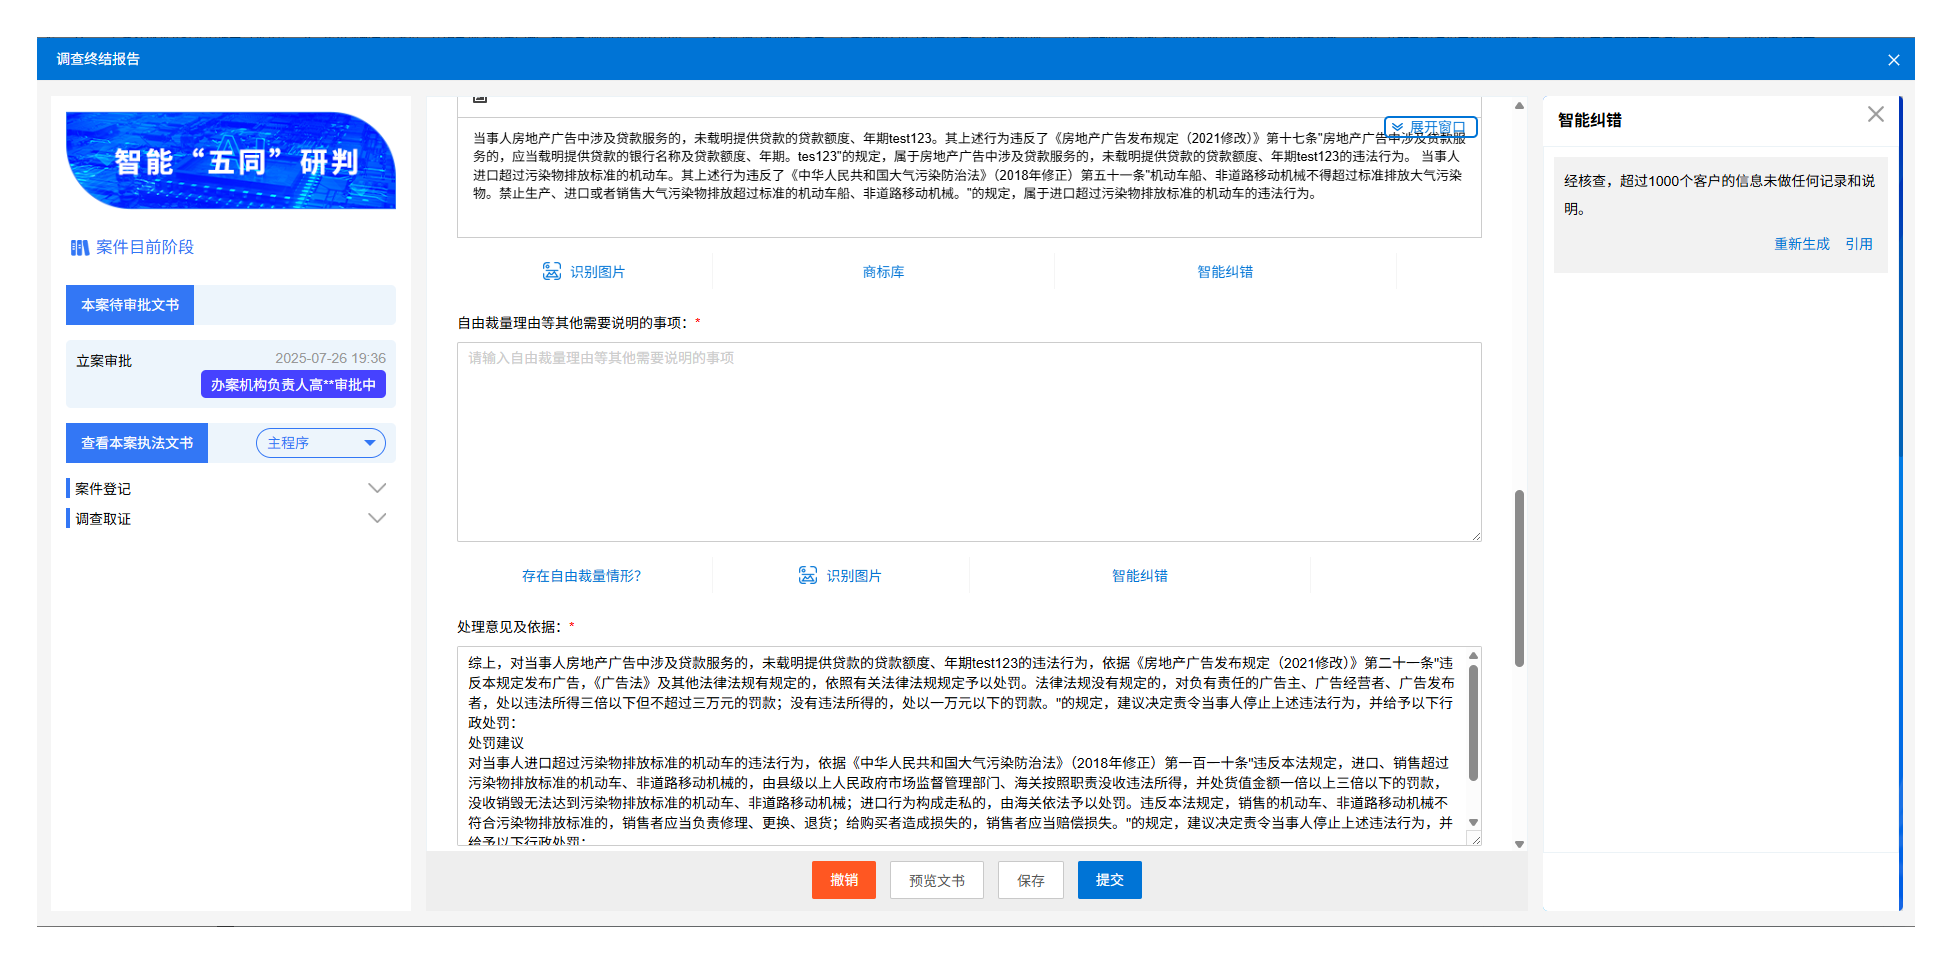 调查终结报告
智能“五同”研判
案件目前阶段
本案待审批文书
立案审批
2025-07-26 19:36
办案机构负责人高**审批中
查看本案执法文书
主程序
案件登记
调查取证
展开窗口
当事人房地产广告中涉及贷款服务的，未载明提供贷款的贷款额度、年期test123。其上述行为违反了《房地产广告发布规定（2021修改）》第十七条"房地产广告中涉及贷款服
务的，应当载明提供贷款的银行名称及贷款额度、年期。tes123"的规定，属于房地产广告中涉及贷款服务的，未载明提供贷款的贷款额度、年期test123的违法行为。 当事人
进口超过污染物排放标准的机动车。其上述行为违反了《中华人民共和国大气污染防治法》（2018年修正）第五十一条"机动车船、非道路移动机械不得超过标准排放大气污染
物。禁止生产、进口或者销售大气污染物排放超过标准的机动车船、非道路移动机械。"的规定，属于进口超过污染物排放标准的机动车的违法行为。
识别图片
商标库
智能纠错
自由裁量理由等其他需要说明的事项：*
请输入自由裁量理由等其他需要说明的事项
存在自由裁量情形？
识别图片
智能纠错
处理意见及依据：*
综上，对当事人房地产广告中涉及贷款服务的，未载明提供贷款的贷款额度、年期test123的违法行为，依据《房地产广告发布规定（2021修改）》第二十一条"违
反本规定发布广告，《广告法》及其他法律法规有规定的，依照有关法律法规规定予以处罚。法律法规没有规定的，对负有责任的广告主、广告经营者、广告发布
者，处以违法所得三倍以下但不超过三万元的罚款；没有违法所得的，处以一万元以下的罚款。"的规定，建议决定责令当事人停止上述违法行为，并给予以下行
政处罚：
处罚建议
对当事人进口超过污染物排放标准的机动车的违法行为，依据《中华人民共和国大气污染防治法》（2018年修正）第一百一十条"违反本法规定，进口、销售超过
污染物排放标准的机动车、非道路移动机械的，由县级以上人民政府市场监督管理部门、海关按照职责没收违法所得，并处货值金额一倍以上三倍以下的罚款，
没收销毁无法达到污染物排放标准的机动车、非道路移动机械；进口行为构成走私的，由海关依法予以处罚。违反本法规定，销售的机动车、非道路移动机械不
符合污染物排放标准的，销售者应当负责修理、更换、退货；给购买者造成损失的，销售者应当赔偿损失。"的规定，建议决定责令当事人停止上述违法行为，并
给予以下行政处罚：
撤销
预览文书
保存
提交
智能纠错
经核查，超过1000个客户的信息未做任何记录和说
明。
重新生成
引用